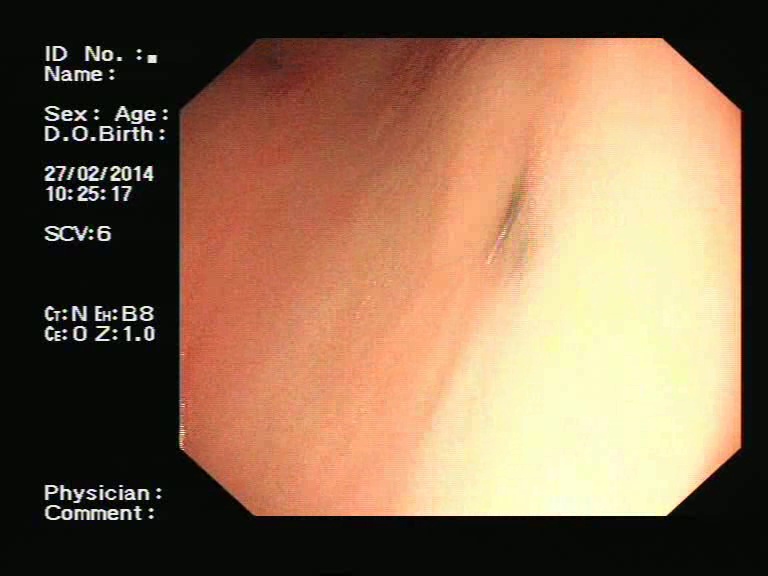 ID No. :
Name:
Sex: Age:
D.O.Birth:
27/02/2014
10:25:17
SCV:6
CT:N EH:B8
CE:0 Z:1.0
Physician:
Comment: